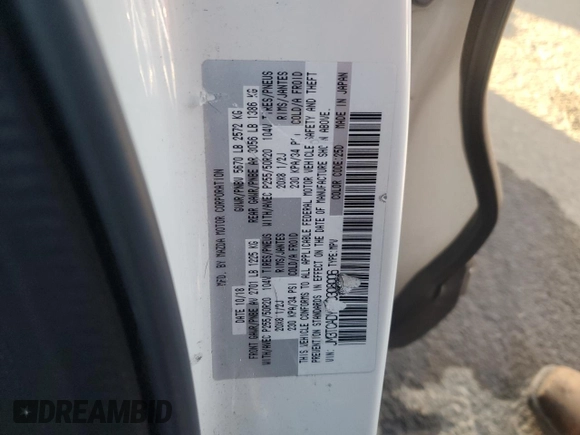 MFD. BY MAZDA MOTOR CORPORATION
DATE 10/18 GVWR/PNBV 5670 LB 2572 KG
FRONT GAWR/PNBE AV 2701 LB 1225 KG REAR GAWR/PNBE AR 3056 LB 1386 KG
WITH/AVEC P255/50R20 104V TIRES/PNEUS WITH/AVEC P255/50R20 104V TIRES/PNEUS
20X8 1/2J RIMS/JANTES 20X8 1/2J RIMS/JANTES
230 KPA/34 PSI COLD/A FROID 230 KPA/34 PSI COLD/A FROID
THIS VEHICLE CONFORMS TO ALL APPLICABLE FEDERAL MOTOR VEHICLE SAFETY AND THEFT
PREVENTION STANDARDS IN EFFECT ON THE DATE OF MANUFACTURE SHOWN ABOVE.
VIN: TYPE:MPV COLOR CODE:25D MADE IN JAPAN
DREAMBID